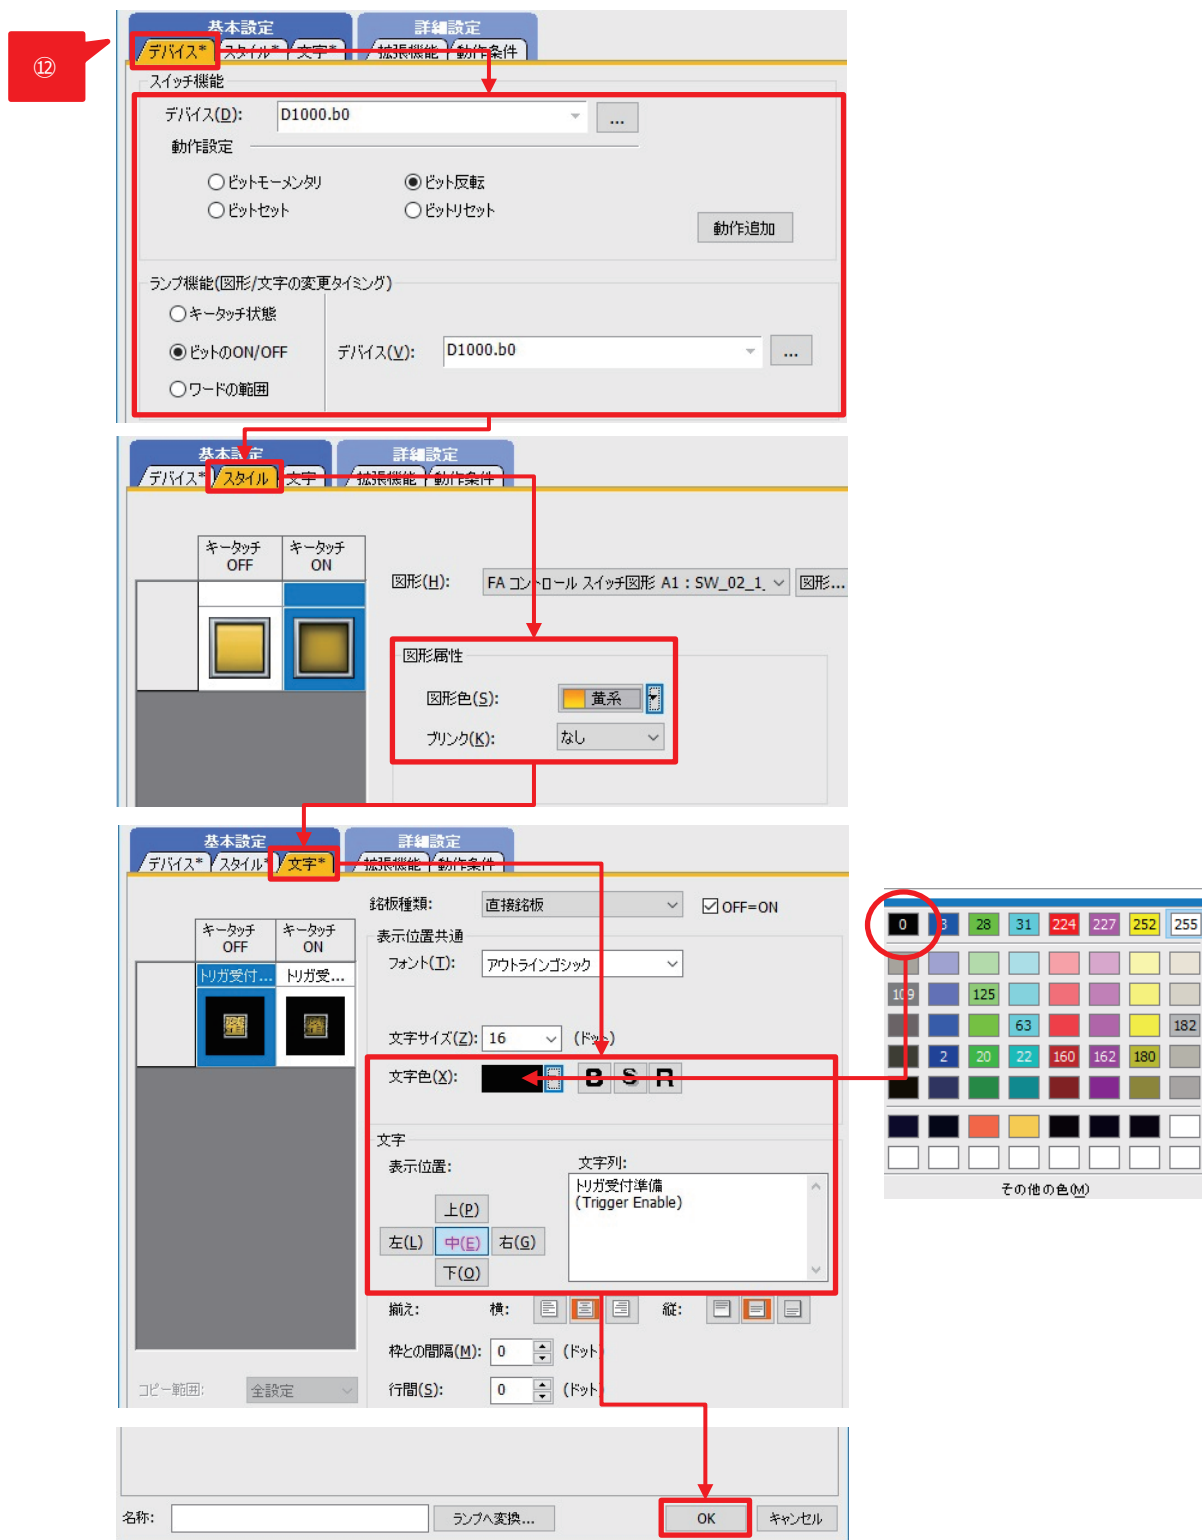 ⑫
基本設定 詳細設定
デバイス* スタイル* 文字* 拡張機能 動作条件
スイッチ機能
デバイス(D): D1000.b0 ...
動作設定
ビットモーメンタリ ビット反転
ビットセット ビットリセット
動作追加
ランプ機能(図形/文字の変更タイミング)
キータッチ状態
ビットのON/OFF デバイス(V): D1000.b0 ...
ワードの範囲
基本設定 詳細設定
デバイス* スタイル 文字 拡張機能 動作条件
キータッチ OFF キータッチ ON
図形(H): FA コントロール スイッチ図形 A1 : SW_02_1_ 図形...
図形属性
図形色(S): 黄系
ブリンク(K): なし
基本設定 詳細設定
デバイス* スタイル* 文字* 拡張機能 動作条件
銘板種類: 直接銘板 OFF=ON
キータッチ OFF キータッチ ON
表示位置共通
フォント(T): アウトラインゴシック
トリガ受付... トリガ受...
文字サイズ(Z): 16 (ドット)
文字色(X): B S R
文字
表示位置: 文字列:
トリガ受付準備
(Trigger Enable)
上(P)
左(L) 中(E) 右(G)
下(O)
揃え: 横: 縦:
枠との間隔(M): 0 (ドット)
コピー範囲: 全設定 行間(S): 0 (ドット)
0 3 28 31 224 227 252 255
109 125
63 182
2 20 22 160 162 180
その他の色(M)
名称: ランプへ変換... OK キャンセル